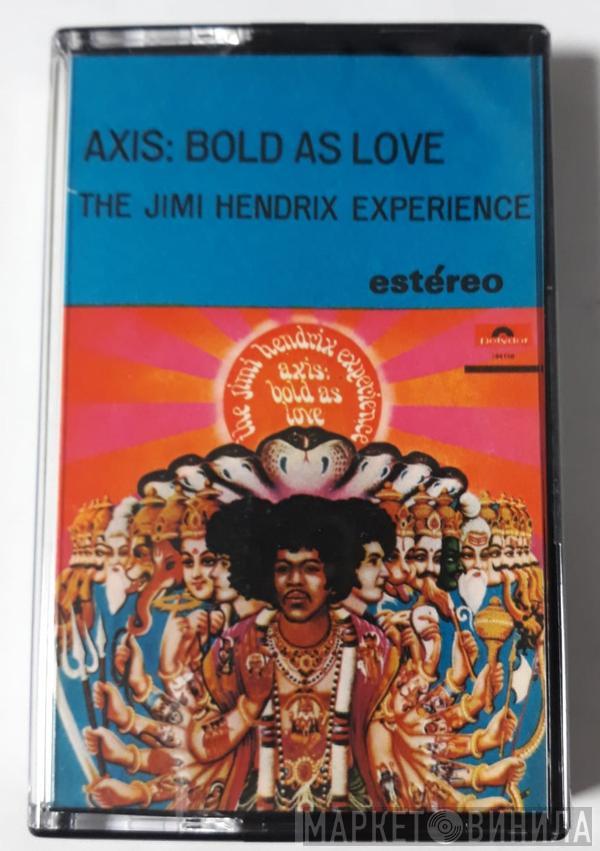 AXIS: BOLD AS LOVE
THE JIMI HENDRIX EXPERIENCE
estéreo
Polydor
the jimi hendrix experience
axis:
bold as
love
МАРКЕТ ВИНИЛА